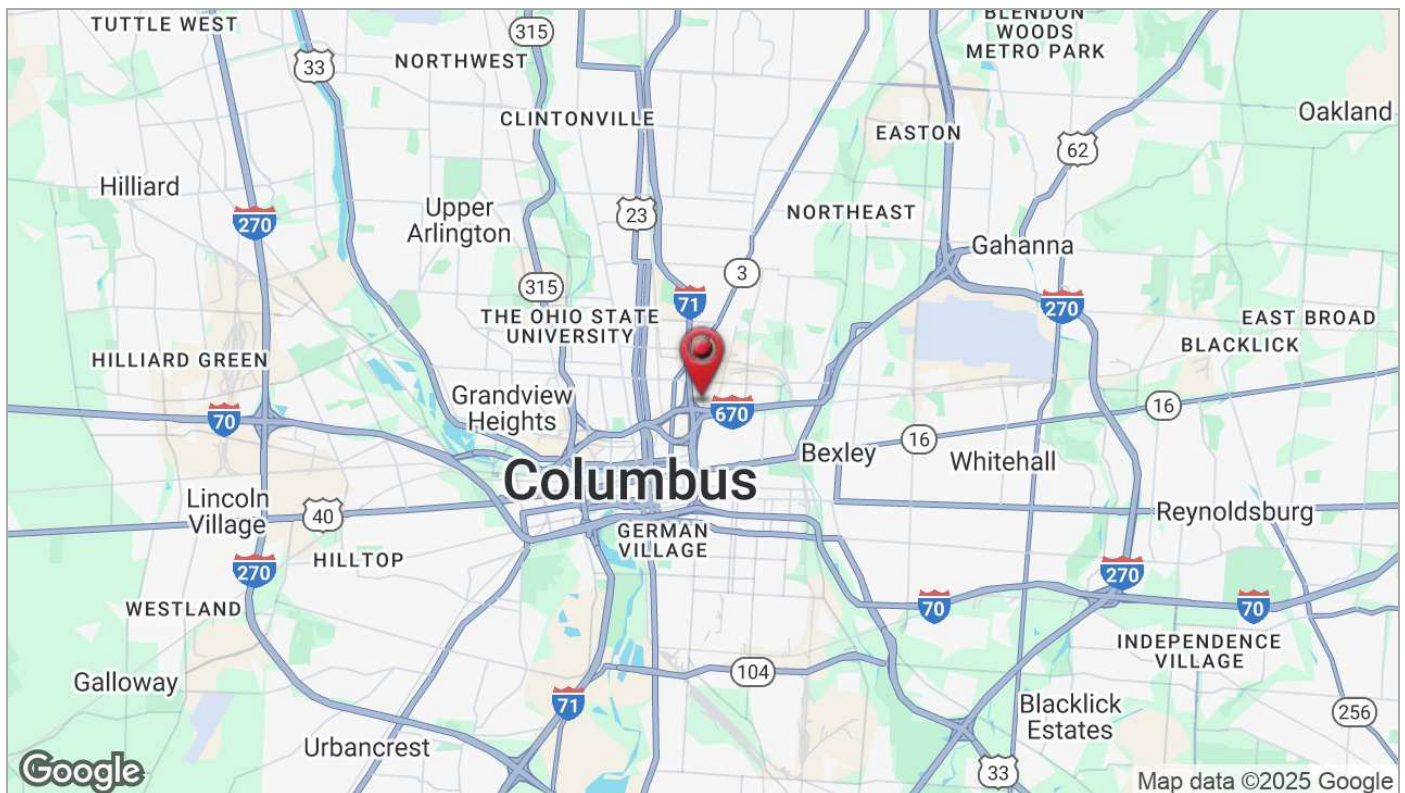 TUTTLE WEST
315
BLENDON
WOODS
METRO PARK
33
NORTHWEST
Oakland
CLINTONVILLE
EASTON
62
Hilliard
270
Upper
Arlington
23
NORTHEAST
Gahanna
3
315
71
270
THE OHIO STATE
UNIVERSITY
EAST BROAD
BLACKLICK
HILLIARD GREEN
Grandview
Heights
70
670
16
16
Bexley
Whitehall
Columbus
Lincoln
Village
40
Reynoldsburg
GERMAN
VILLAGE
HILLTOP
270
270
WESTLAND
70
70
INDEPENDENCE
VILLAGE
Galloway
104
71
Blacklick
Estates
256
Urbancrest
33
Google
Map data ©2025 Google